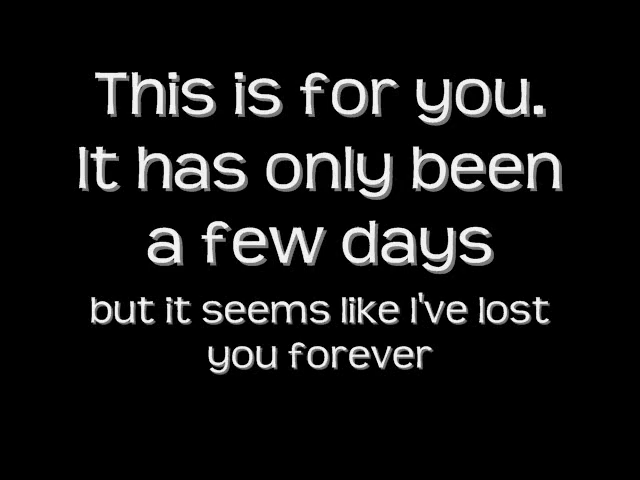 This is for you.
It has only been
a few days
but it seems like I've lost
you forever